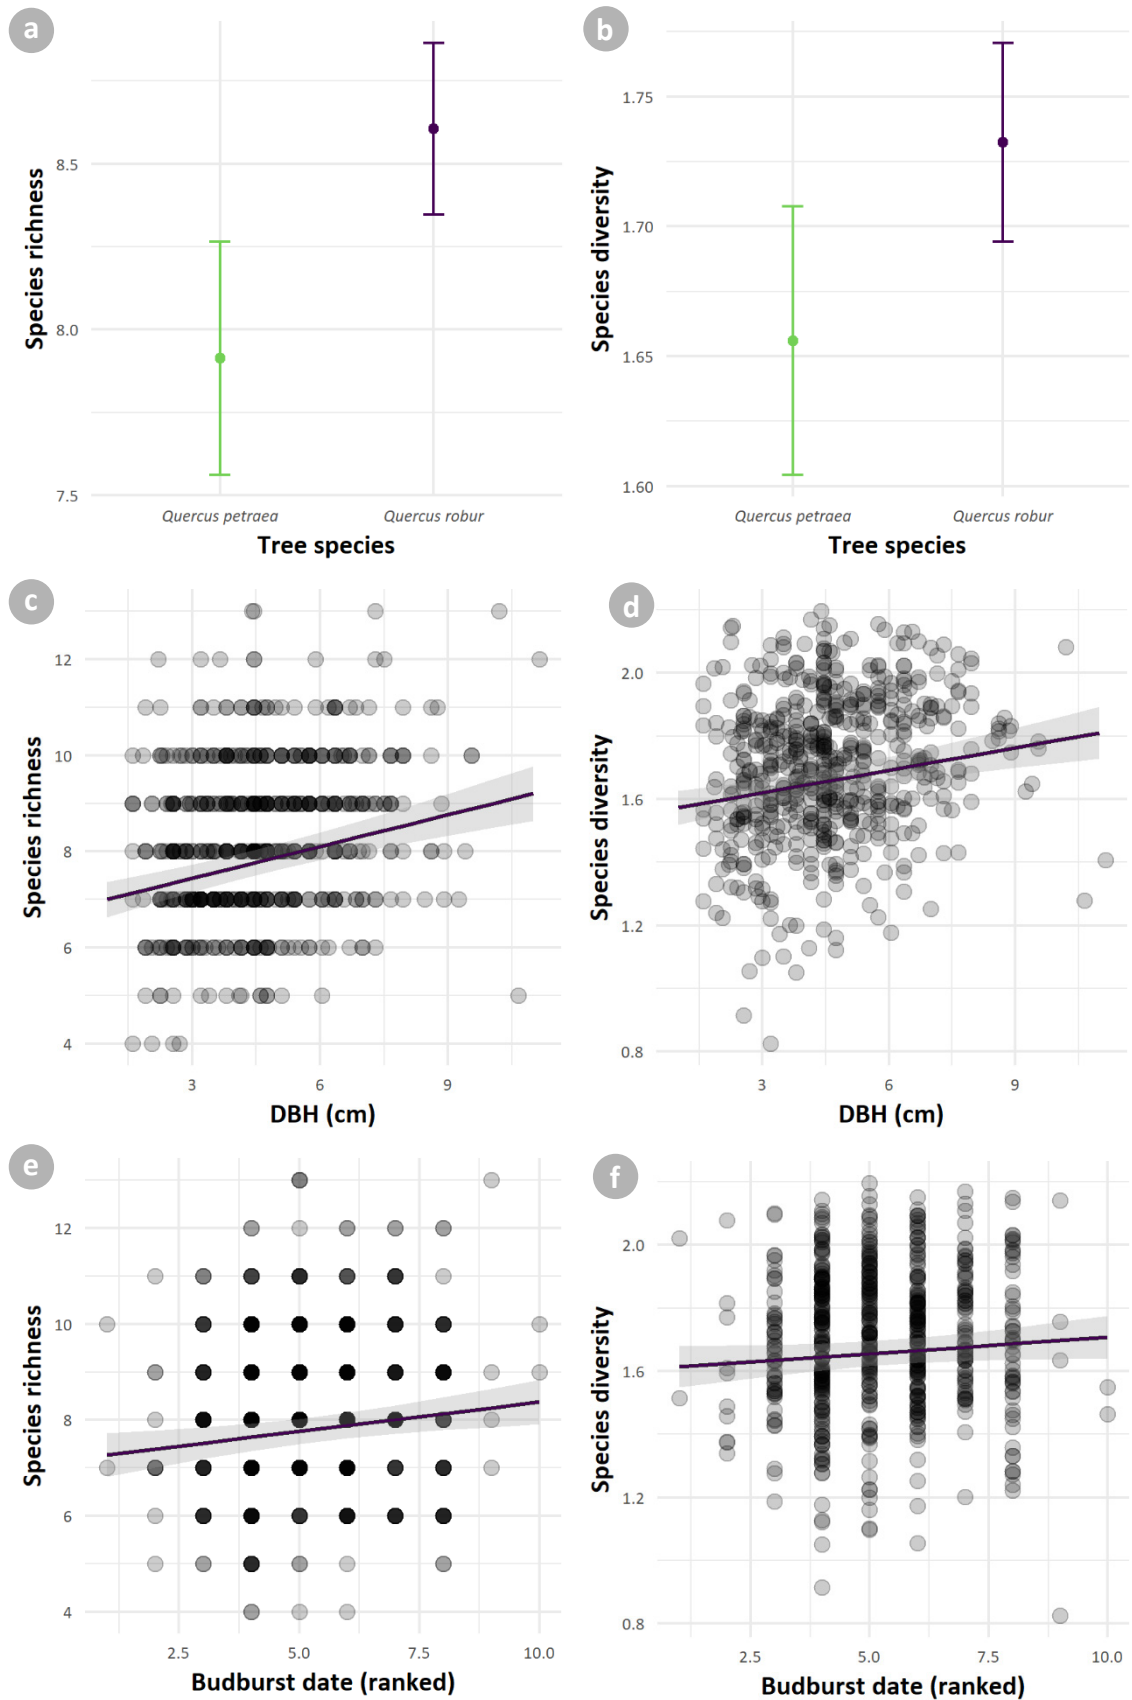 a
b
Species richness
8.5
8.0
7.5
Quercus petraea
Quercus robur
Tree species
Species diversity
1.75
1.70
1.65
1.60
Quercus petraea
Quercus robur
Tree species
c
d
Species richness
12
10
8
6
4
3
6
9
DBH (cm)
Species diversity
2.0
1.6
1.2
0.8
3
6
9
DBH (cm)
e
f
Species richness
12
10
8
6
4
2.5
5.0
7.5
10.0
Budburst date (ranked)
Species diversity
2.0
1.6
1.2
0.8
2.5
5.0
7.5
10.0
Budburst date (ranked)